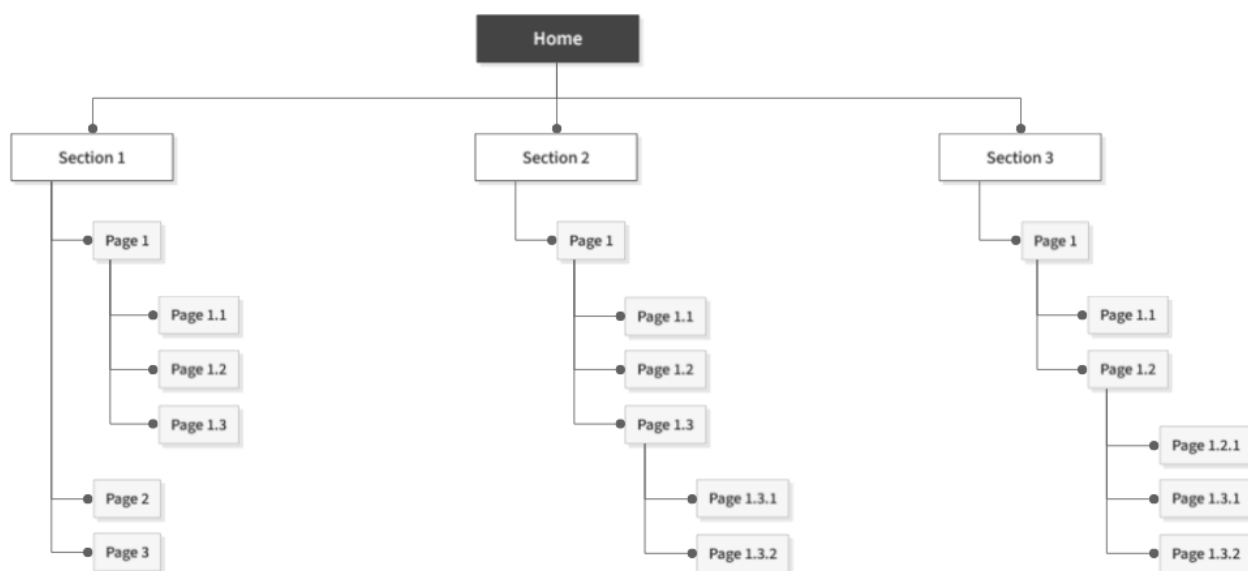 Home
Section 1
Page 1
Page 1.1
Page 1.2
Page 1.3
Page 2
Page 3
Section 2
Page 1
Page 1.1
Page 1.2
Page 1.3
Page 1.3.1
Page 1.3.2
Section 3
Page 1
Page 1.1
Page 1.2
Page 1.2.1
Page 1.3.1
Page 1.3.2